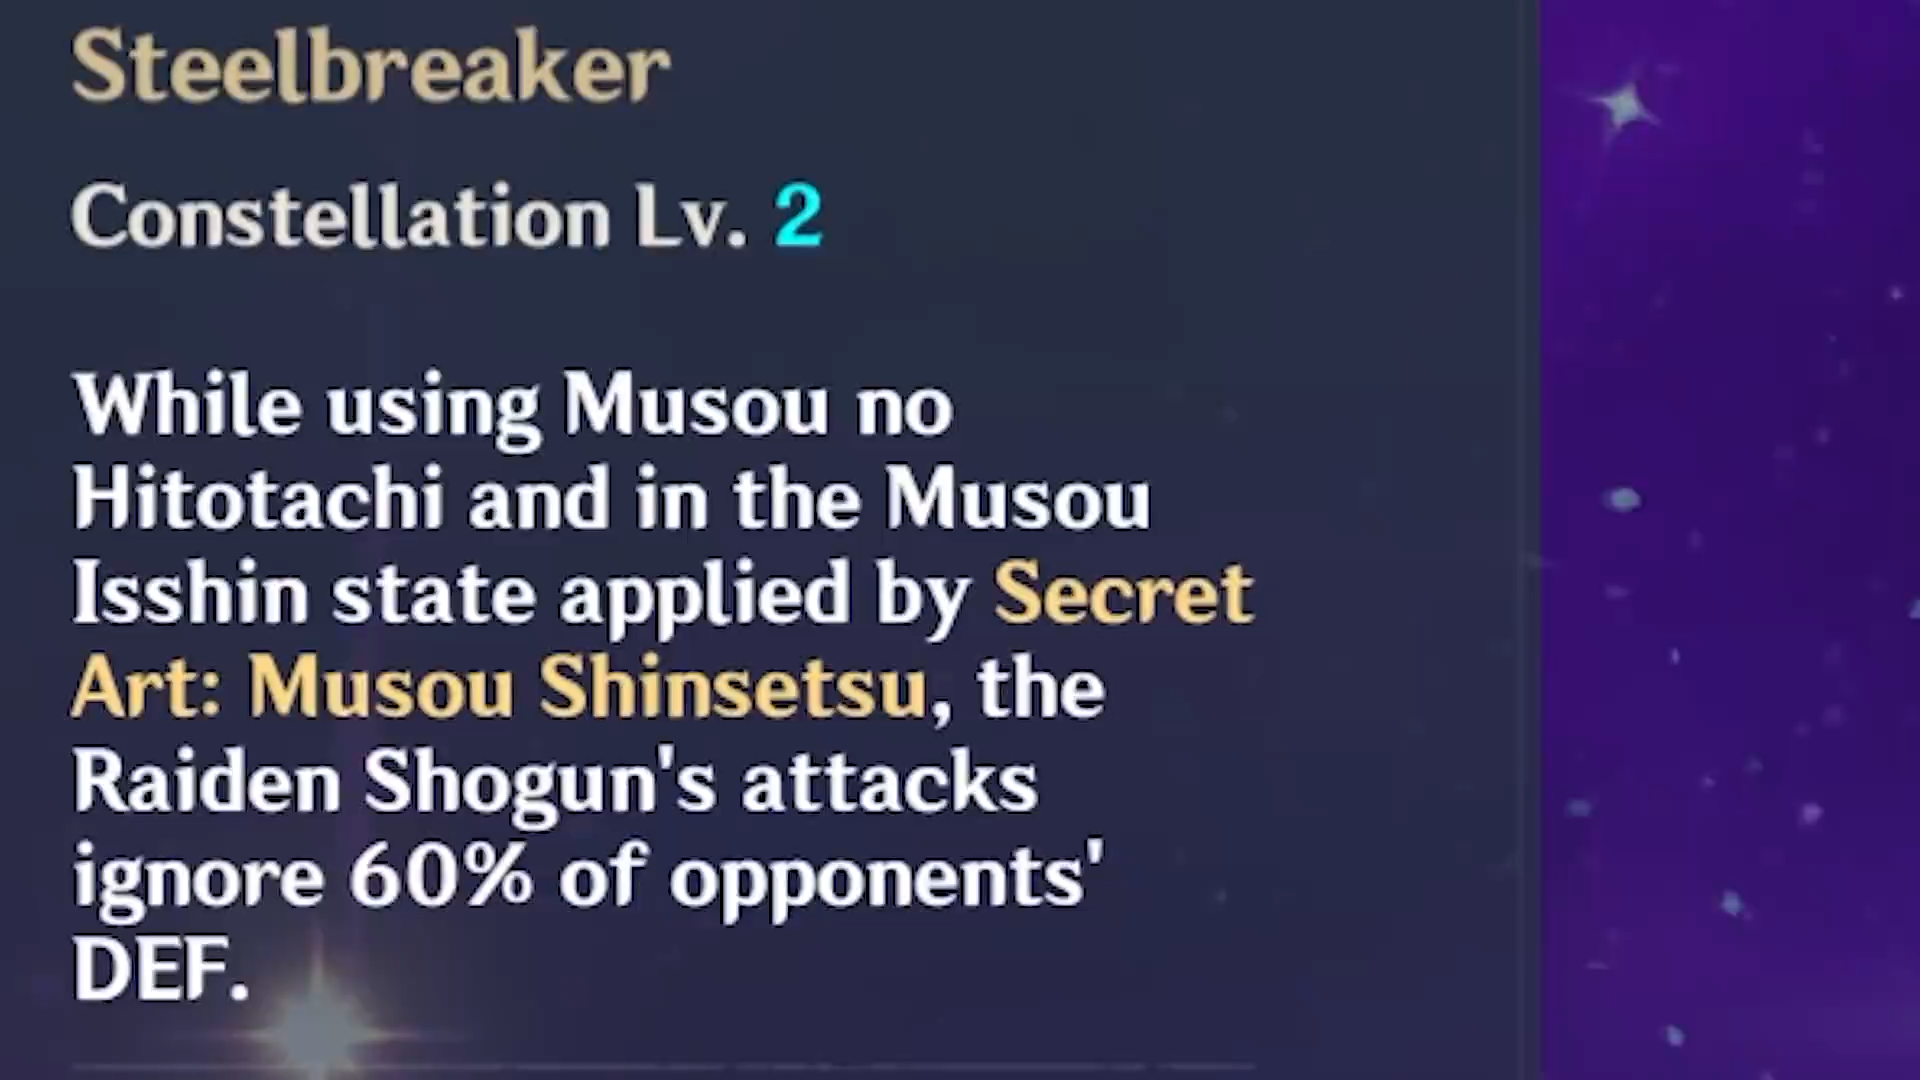 Steelbreaker
Constellation Lv. 2
While using Musou no
Hitotachi and in the Musou
Isshin state applied by Secret
Art: Musou Shinsetsu, the
Raiden Shogun's attacks
ignore 60% of opponents'
DEF.